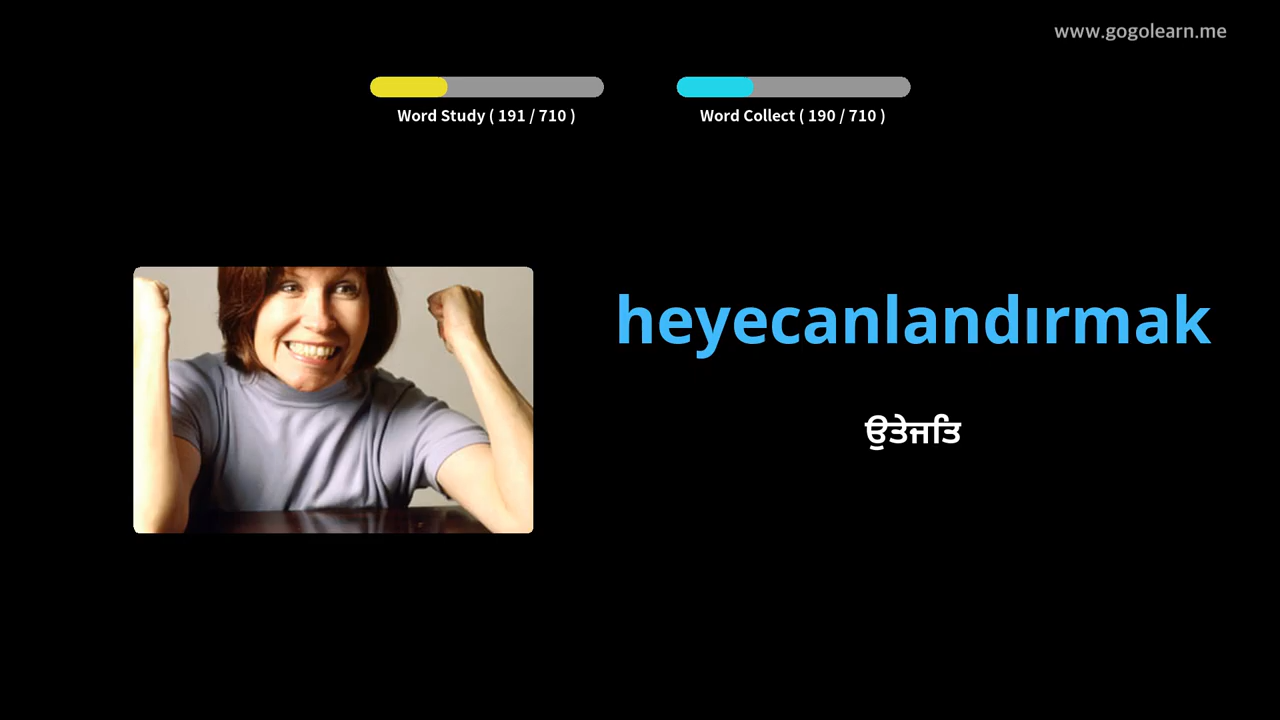 www.gogolearn.me
Word Study ( 191 / 710 )
Word Collect ( 190 / 710 )
heyecanlandırmak
ਉਤੇਜਤਿ